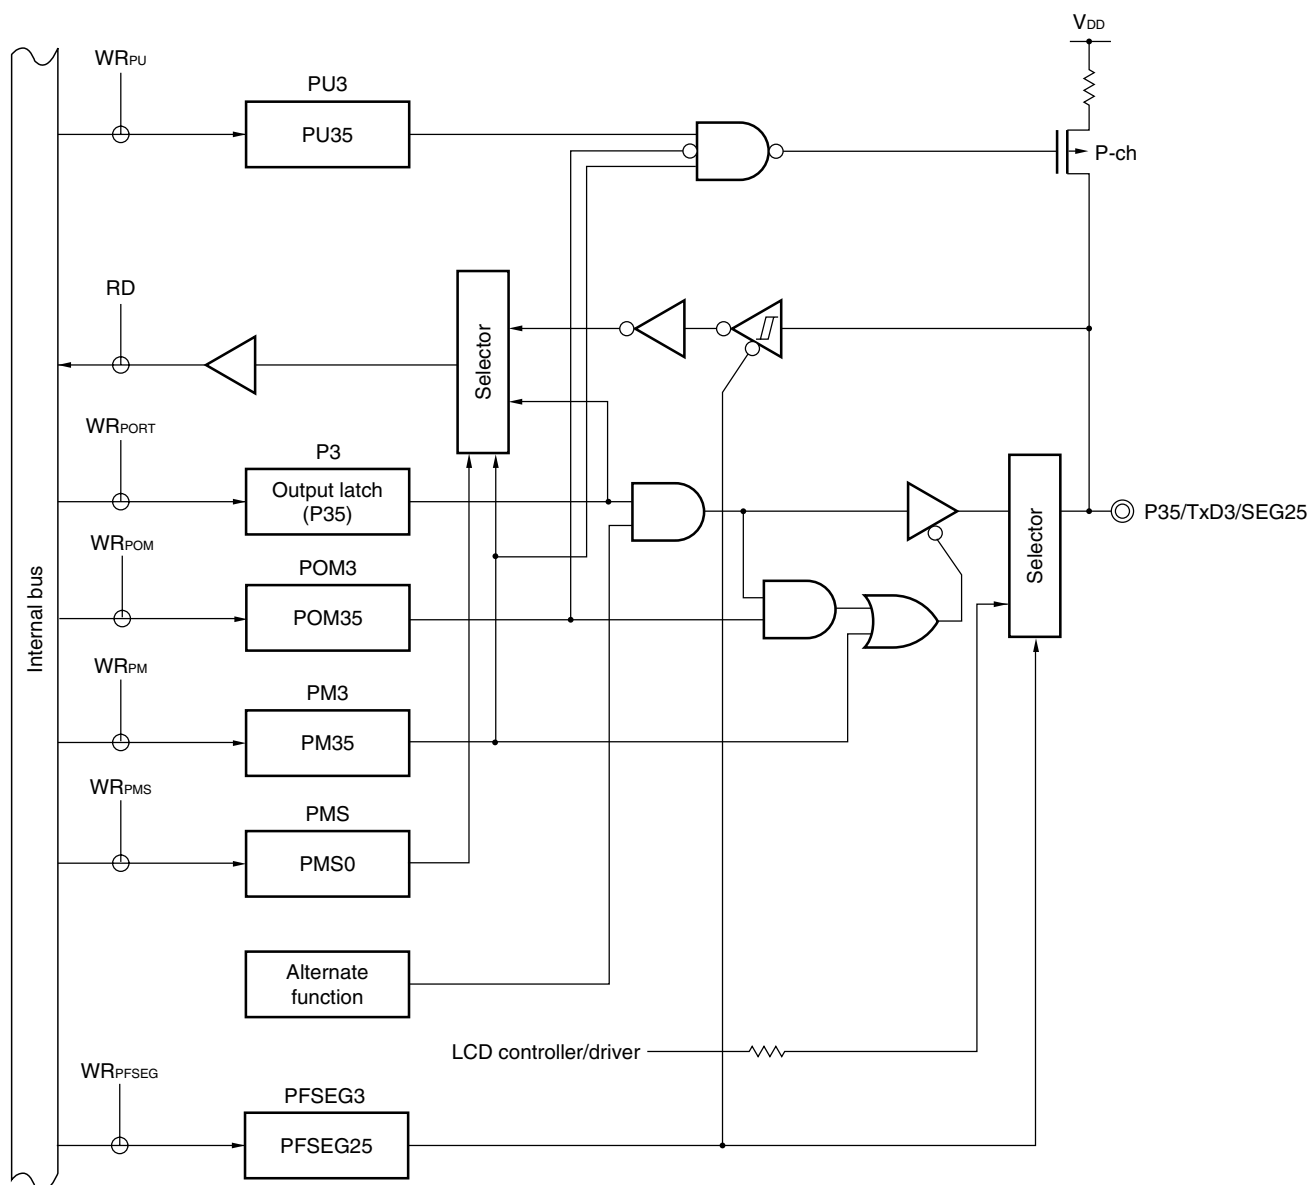 VDD
WRPU
PU3
PU35
P-ch
RD
Selector
WRPORT
P3
Output latch
(P35)
P35/TxD3/SEG25
Selector
WRPOM
POM3
POM35
Internal bus
WRPM
PM3
PM35
WRPMS
PMS
PMS0
Alternate
function
LCD controller/driver
WRPFSEG
PFSEG3
PFSEG25